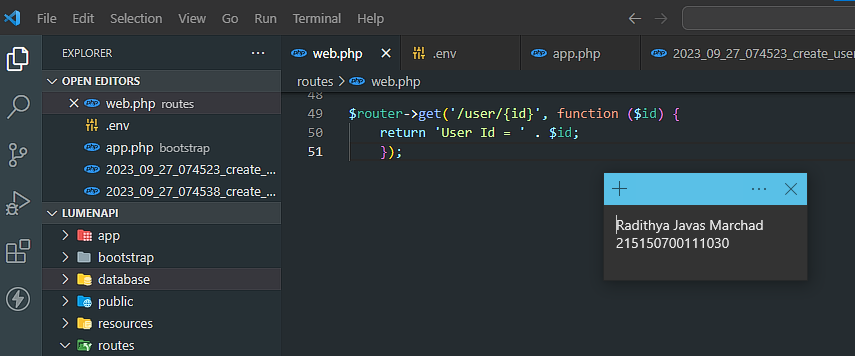 File Edit Selection View Go Run Terminal Help
EXPLORER ...
web.php .env app.php 2023_09_27_074523_create_use
OPEN EDITORS
routes > web.php
web.php routes
.env
app.php bootstrap
2023_09_27_074523_create_...
2023_09_27_074538_create_...
LUMENAPI
app
bootstrap
database
public
resources
routes
48
49 $router->get('/user/{id}', function ($id) {
50 return 'User Id = ' . $id;
51 });
Radithya Javas Marchad
215150700111030